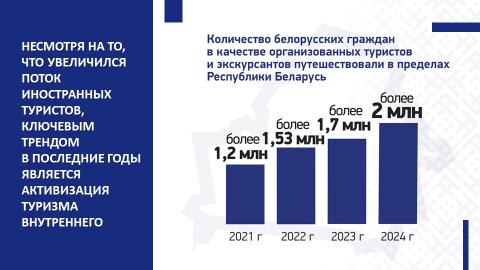 НЕСМОТРЯ НА ТО,
ЧТО УВЕЛИЧИЛСЯ
ПОТОК
ИНОСТРАННЫХ
ТУРИСТОВ,
КЛЮЧЕВЫМ
ТРЕНДОМ
В ПОСЛЕДНИЕ ГОДЫ
ЯВЛЯЕТСЯ
АКТИВИЗАЦИЯ
ТУРИЗМА
ВНУТРЕННЕГО
Количество белорусских граждан
в качестве организованных туристов
и экскурсантов путешествовали в пределах
Республики Беларусь
более
1,2 млн
более
1,53 млн
более
1,7 млн
более
2 млн
2021 г
2022 г
2023 г
2024 г